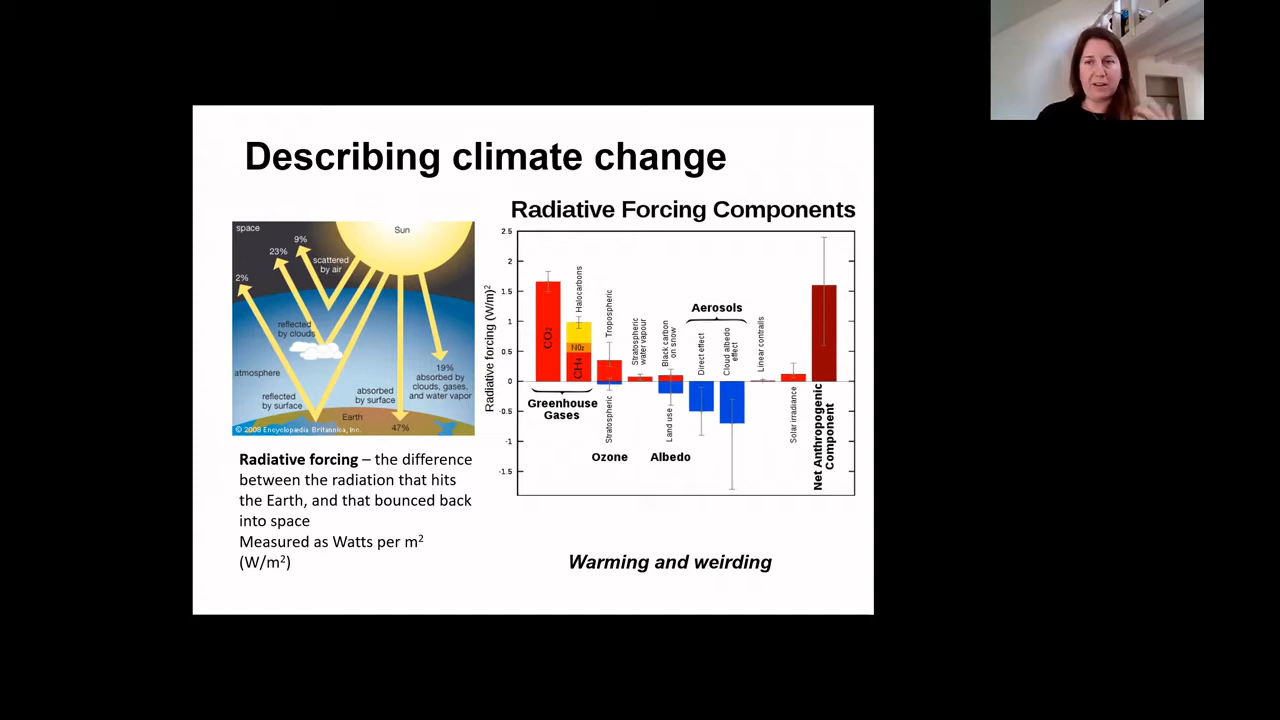 Describing climate change
space
Sun
9%
23%
scattered
by air
2%
reflected
by clouds
atmosphere
19%
absorbed by
clouds, gases,
and water vapor
absorbed
by surface
reflected
by surface
Earth
47%
© 2008 Encyclopædia Britannica, Inc.
Radiative forcing – the difference
between the radiation that hits
the Earth, and that bounced back
into space
Measured as Watts per m²
(W/m²)
Radiative Forcing Components
Radiative forcing (W/m)²
2.5
2
1.5
1
0.5
0
-0.5
-1
-1.5
CO₂
Halocarbons
N0₂
CH₄
Greenhouse
Gases
Tropospheric
Stratospheric
Ozone
Stratospheric
water vapour
Black carbon
on snow
Land use
Albedo
Aerosols
Direct effect
Cloud albedo
effect
Linear contrails
Solar irradiance
Net Anthropogenic
Component
Warming and weirding